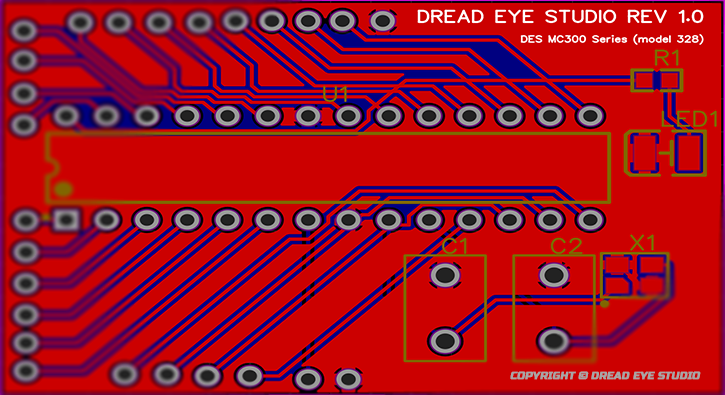 DREAD EYE STUDIO REV 1.0
DES MC300 Series (model 328)
R1
U1
LED1
C1
C2
X1
COPYRIGHT © DREAD EYE STUDIO